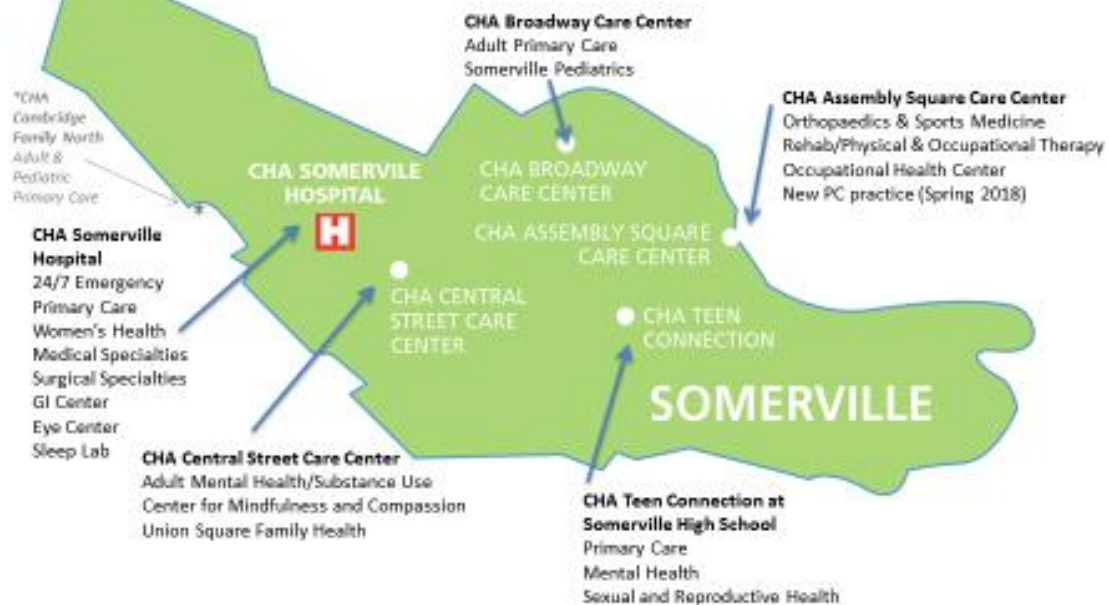 CHA Broadway Care Center
Adult Primary Care
Somerville Pediatrics
*CHA
Cambridge
Family North
Adult &
Pediatric
Primary Care
CHA Assembly Square Care Center
Orthopaedics & Sports Medicine
Rehab/Physical & Occupational Therapy
Occupational Health Center
New PC practice (Spring 2018)
CHA SOMERVILE
HOSPITAL
H
CHA BROADWAY
CARE CENTER
*
CHA ASSEMBLY SQUARE
CARE CENTER
CHA Somerville
Hospital
24/7 Emergency
Primary Care
Women's Health
Medical Specialties
Surgical Specialties
GI Center
Eye Center
Sleep Lab
CHA CENTRAL
STREET CARE
CENTER
CHA TEEN
CONNECTION
SOMERVILLE
CHA Central Street Care Center
Adult Mental Health/Substance Use
Center for Mindfulness and Compassion
Union Square Family Health
CHA Teen Connection at
Somerville High School
Primary Care
Mental Health
Sexual and Reproductive Health